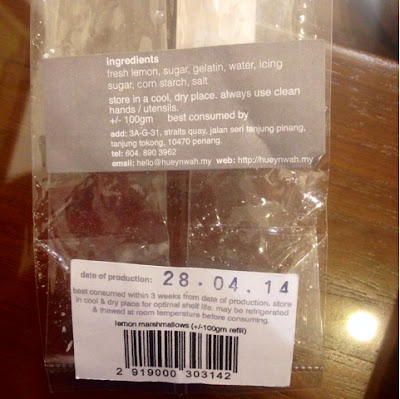 ingredients
fresh lemon, sugar, gelatin, water, icing
sugar, corn starch, salt
store in a cool, dry place. always use clean
hands / utensils.
+/- 100gm best consumed by
add: 3A-G-31, straits quay, jalan seri tanjung pinang,
tanjung tokong, 10470 penang.
tel: 604. 890 3962
email: hello@hueynwah.my web: http://hueynwah.my
date of production: 28.04.14
best consumed within 3 weeks from date of production, store
in cool & dry place for optimal shelf life. may be refrigerated
& thawed at room temperature before consuming.
lemon marshmallows (+/-100gm refill)
2 919000 303142